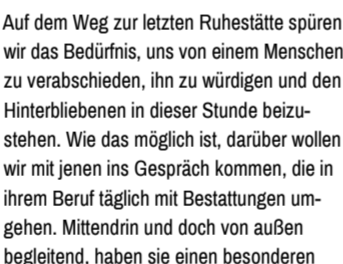 Auf dem Weg zur letzten Ruhestätte spüren
wir das Bedürfnis, uns von einem Menschen
zu verabschieden, ihn zu würdigen und den
Hinterbliebenen in dieser Stunde beizu-
stehen. Wie das möglich ist, darüber wollen
wir mit jenen ins Gespräch kommen, die in
ihrem Beruf täglich mit Bestattungen um-
gehen. Mittendrin und doch von außen
begleitend, haben sie einen besonderen